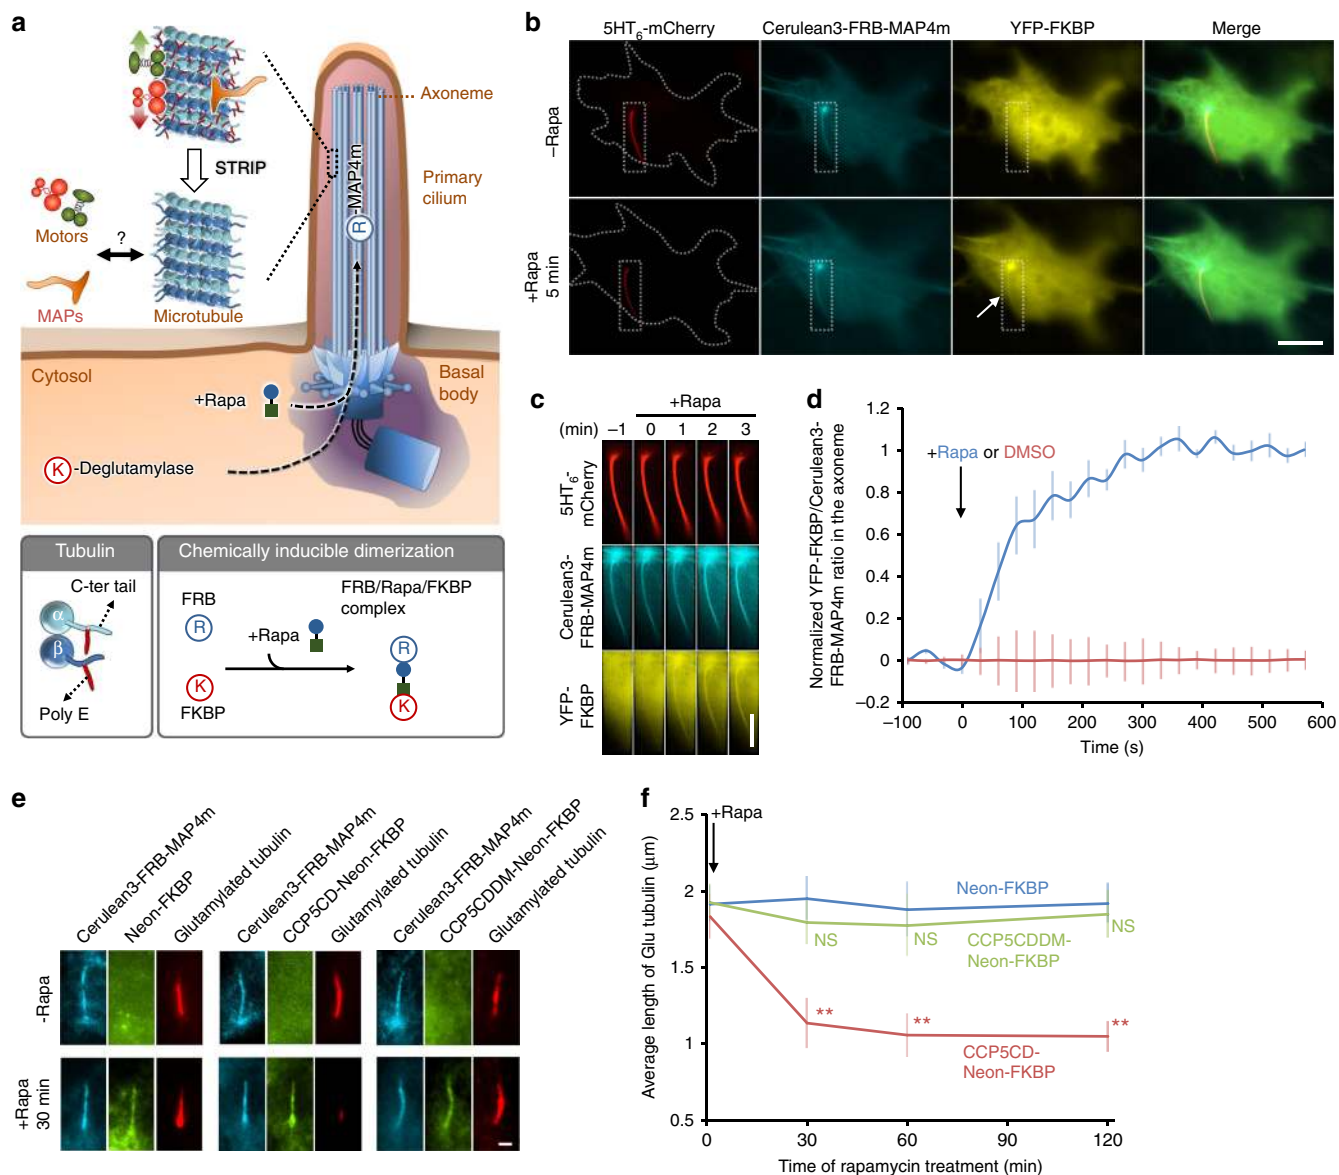 a
Axoneme
STRIP
R
-MAP4m
Primary
cilium
Motors
?
MAPs
Microtubule
Cytosol
Basal
body
+Rapa
K
-Deglutamylase
Tubulin
C-ter tail
α
β
Poly E
Chemically inducible dimerization
FRB
R
+Rapa
K
FKBP
FRB/Rapa/FKBP
complex
R
K
b
5HT6-mCherry
Cerulean3-FRB-MAP4m
YFP-FKBP
Merge
–Rapa
+Rapa
5 min
c
+Rapa
(min)
–1 0 1 2 3
5HT6-
mCherry
Cerulean3-
FRB-MAP4m
YFP-
FKBP
d
Normalized YFP-FKBP/Cerulean3-
FRB-MAP4m ratio in the axoneme
1.2
1
0.8
0.6
0.4
0.2
0
–0.2
+Rapa or DMSO
–100 0 100 200 300 400 500 600
Time (s)
e
Cerulean3-FRB-MAP4m
Neon-FKBP
Glutamylated tubulin
Cerulean3-FRB-MAP4m
CCP5CD-Neon-FKBP
Glutamylated tubulin
Cerulean3-FRB-MAP4m
CCP5CDDM-Neon-FKBP
Glutamylated tubulin
-Rapa
+Rapa
30 min
f
Average length of Glu tubulin (μm)
2.5
2
1.5
1
0.5
+Rapa
Neon-FKBP
NS
NS
NS
CCP5CDDM-
Neon-FKBP
**
**
**
CCP5CD-
Neon-FKBP
0 30 60 90 120
Time of rapamycin treatment (min)